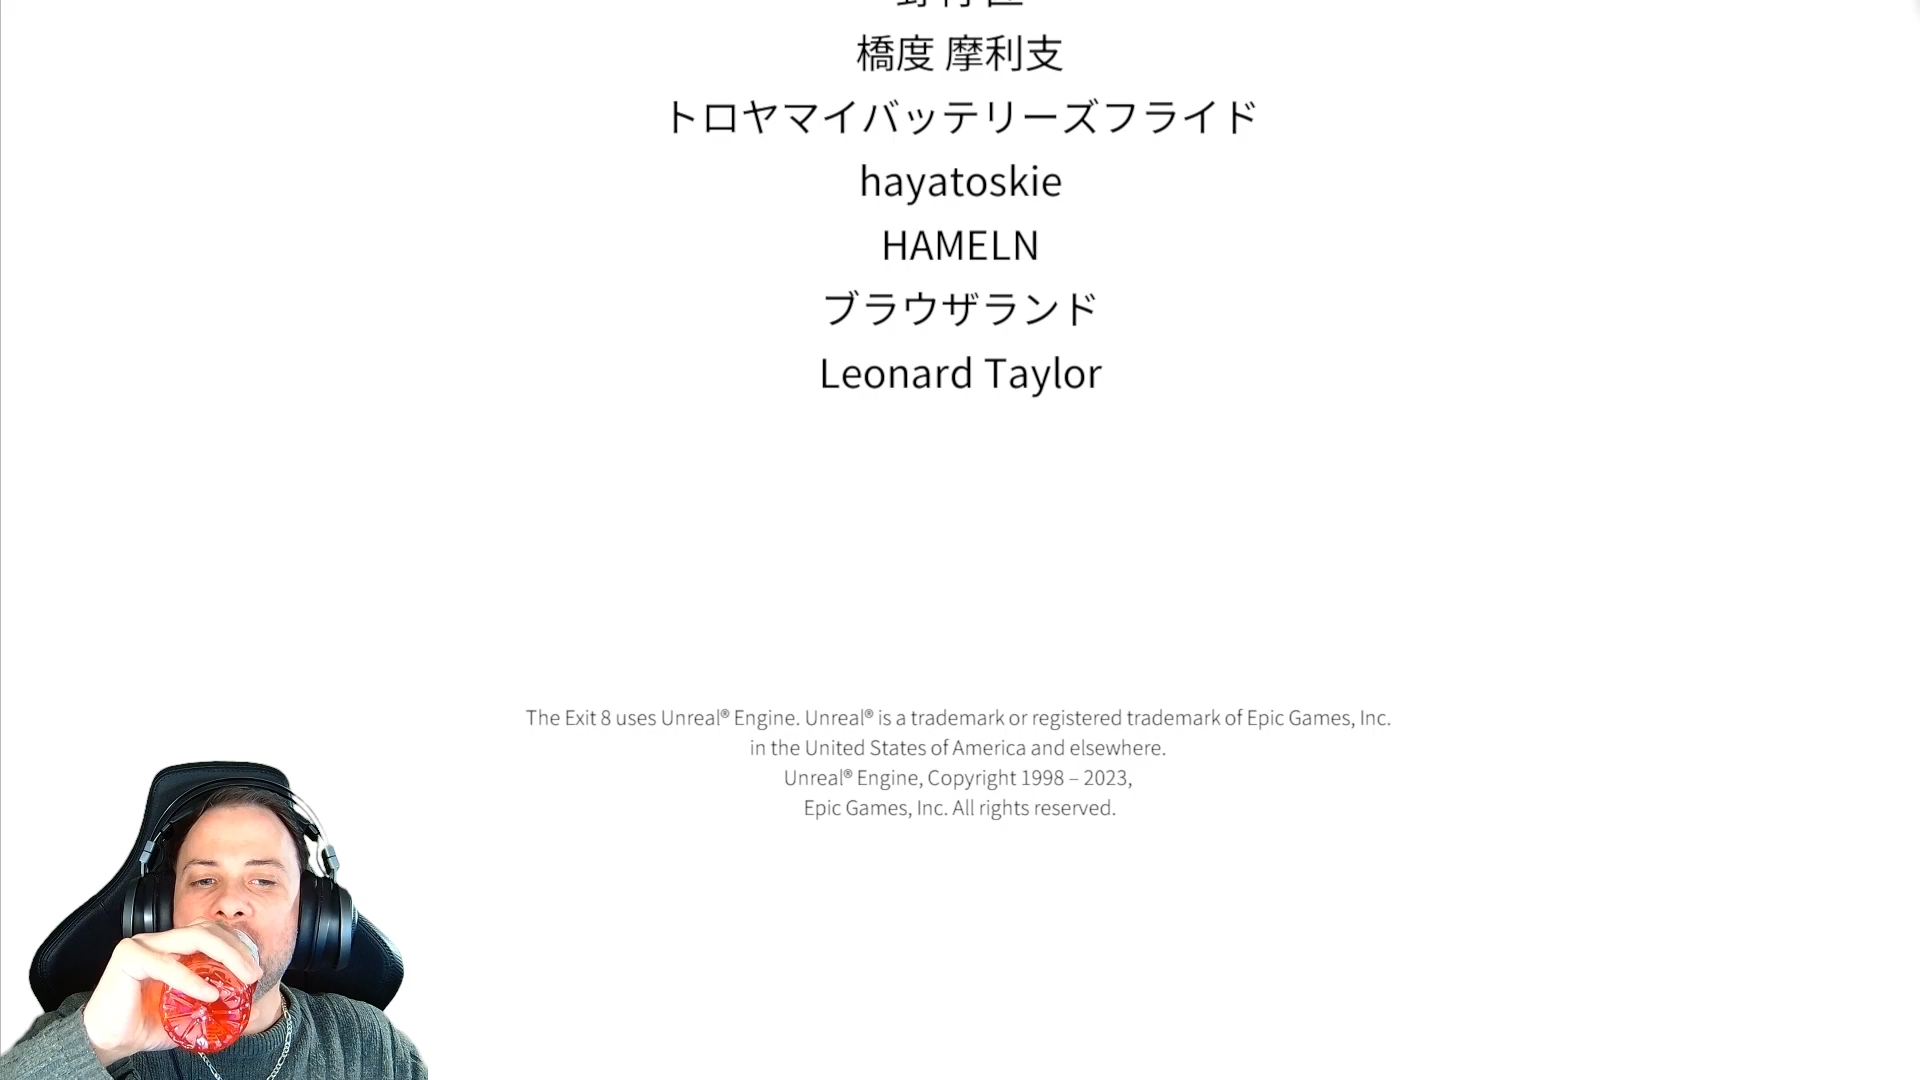 橋度 摩利支
トロヤマイバッテリーズフライド
hayatoskie
HAMELN
ブラウザランド
Leonard Taylor
The Exit 8 uses Unreal® Engine. Unreal® is a trademark or registered trademark of Epic Games, Inc.
in the United States of America and elsewhere.
Unreal® Engine, Copyright 1998 – 2023,
Epic Games, Inc. All rights reserved.